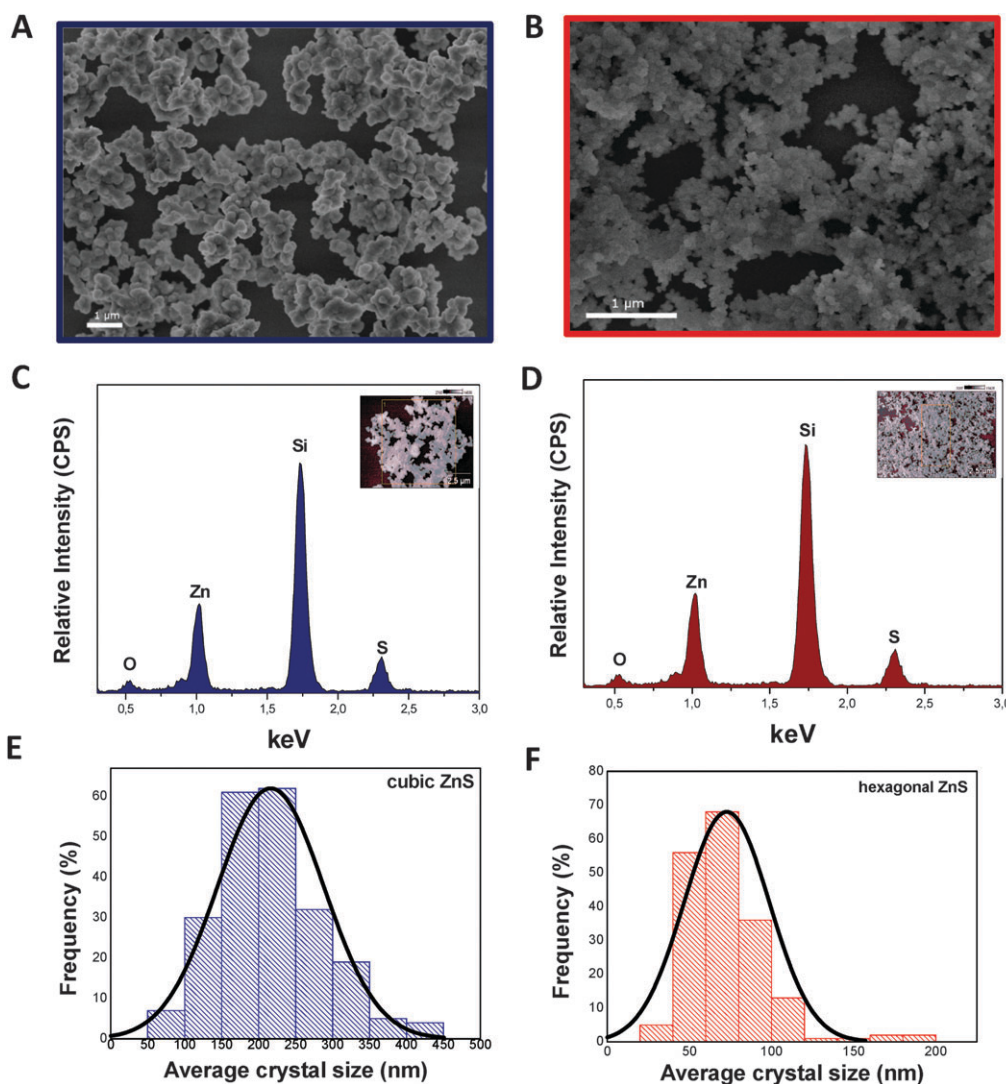 A
B
1 µm
1 µm
C
D
Relative Intensity (CPS)
O
Zn
Si
S
2.5 µm
0,5
1,0
1,5
2,0
2,5
3,0
keV
Relative Intensity (CPS)
O
Zn
Si
S
0,5
1,0
1,5
2,0
2,5
3,0
keV
E
cubic ZnS
Frequency (%)
60
50
40
30
20
10
0
0 50 100 150 200 250 300 350 400 450 500
Average crystal size (nm)
F
hexagonal ZnS
Frequency (%)
80
70
60
50
40
30
20
10
0
0 50 100 150 200
Average crystal size (nm)